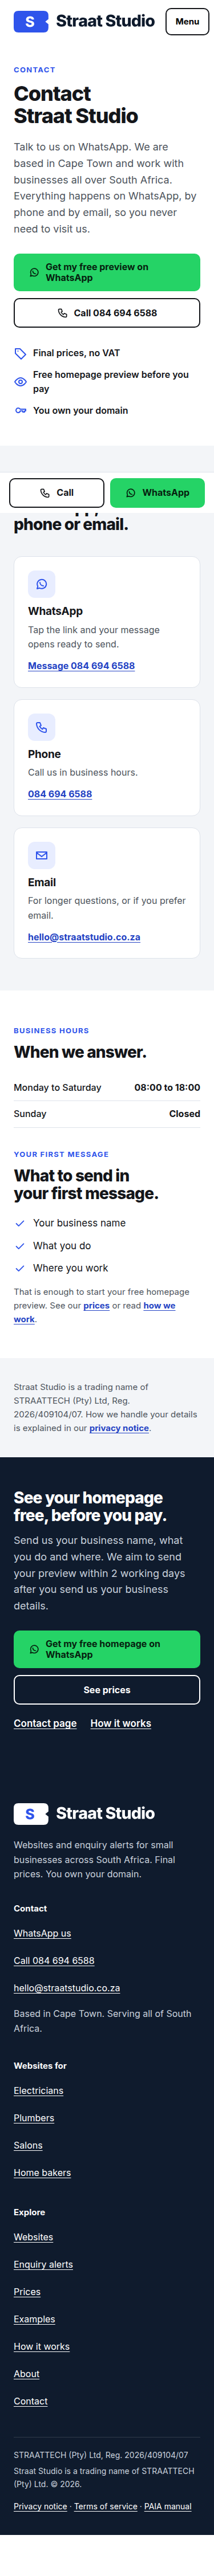 S Straat Studio Menu
CONTACT
Contact
Straat Studio
Talk to us on WhatsApp. We are
based in Cape Town and work with
businesses all over South Africa.
Everything happens on WhatsApp, by
phone and by email, so you never
need to visit us.
Get my free preview on
WhatsApp
Call 084 694 6588
Final prices, no VAT
Free homepage preview before you
pay
You own your domain
Call WhatsApp
phone or email.
WhatsApp
Tap the link and your message
opens ready to send.
Message 084 694 6588
Phone
Call us in business hours.
084 694 6588
Email
For longer questions, or if you prefer
email.
hello@straatstudio.co.za
BUSINESS HOURS
When we answer.
Monday to Saturday 08:00 to 18:00
Sunday Closed
YOUR FIRST MESSAGE
What to send in
your first message.
Your business name
What you do
Where you work
That is enough to start your free homepage
preview. See our prices or read how we
work.
Straat Studio is a trading name of
STRAATTECH (Pty) Ltd, Reg.
2026/409104/07. How we handle your details
is explained in our privacy notice.
See your homepage
free, before you pay.
Send us your business name, what
you do and where. We aim to send
your preview within 2 working days
after you send us your business
details.
Get my free homepage on
WhatsApp
See prices
Contact page How it works
S Straat Studio
Websites and enquiry alerts for small
businesses across South Africa. Final
prices. You own your domain.
Contact
WhatsApp us
Call 084 694 6588
hello@straatstudio.co.za
Based in Cape Town. Serving all of South
Africa.
Websites for
Electricians
Plumbers
Salons
Home bakers
Explore
Websites
Enquiry alerts
Prices
Examples
How it works
About
Contact
STRAATTECH (Pty) Ltd, Reg. 2026/409104/07
Straat Studio is a trading name of STRAATTECH
(Pty) Ltd. © 2026.
Privacy notice · Terms of service · PAIA manual